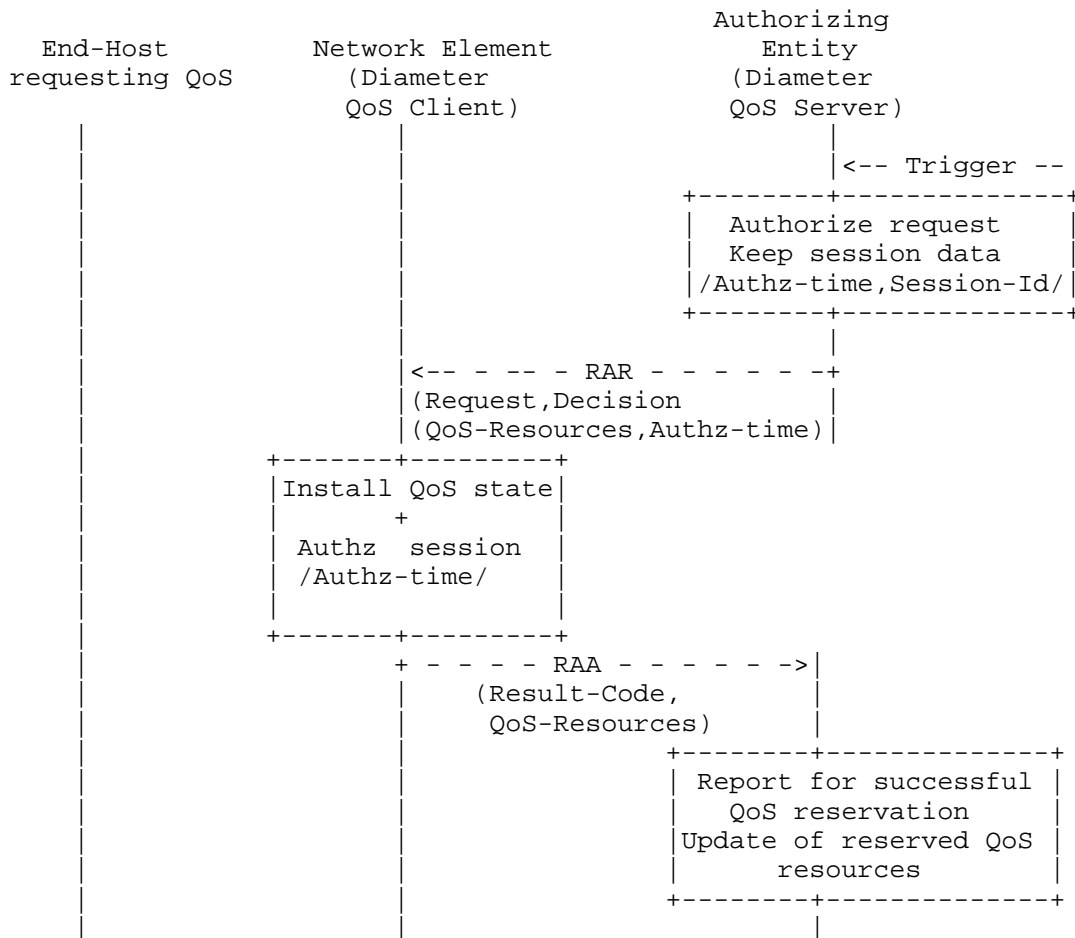 Authorizing
End-Host Network Element Entity
requesting QoS (Diameter (Diameter
QoS Client) QoS Server)
<-- Trigger --
Authorize request
Keep session data
/Authz-time,Session-Id/
<-- - -- - RAR - - - - - -+
(Request,Decision
(QoS-Resources,Authz-time)
Install QoS state
+
Authz session
/Authz-time/
+ - - - - RAA - - - - - ->
(Result-Code,
QoS-Resources)
Report for successful
QoS reservation
Update of reserved QoS
resources